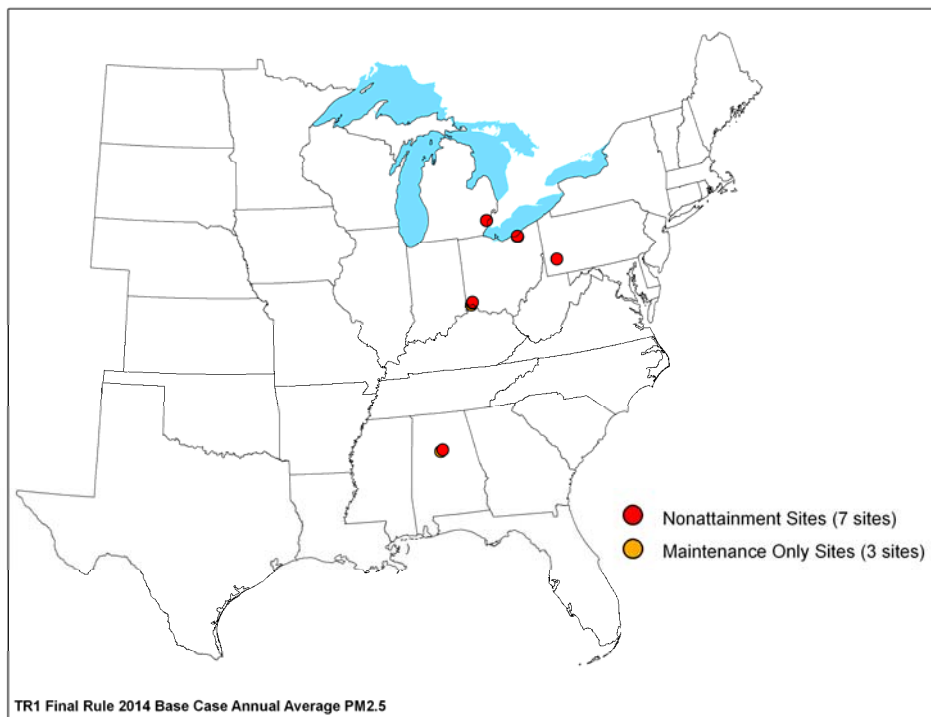 Nonattainment Sites (7 sites)
Maintenance Only Sites (3 sites)
TR1 Final Rule 2014 Base Case Annual Average PM2.5